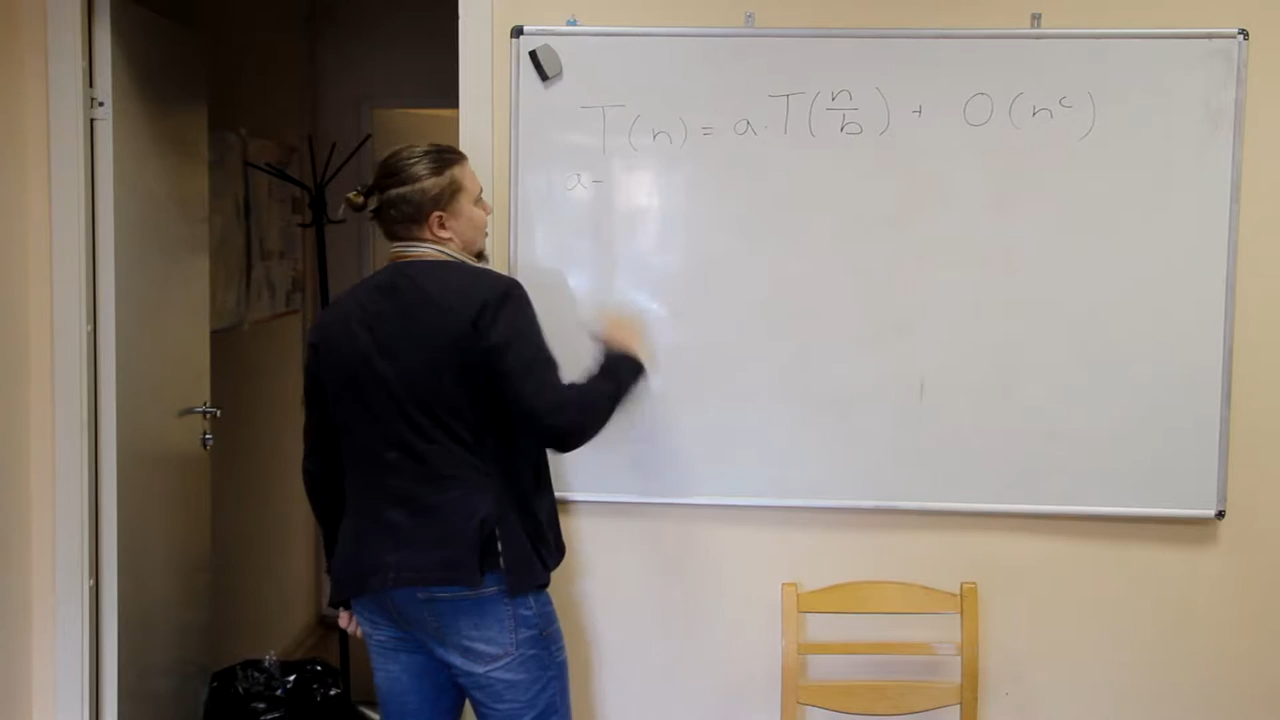 T(n) = a·T(n/b) + O(n^c)
a-